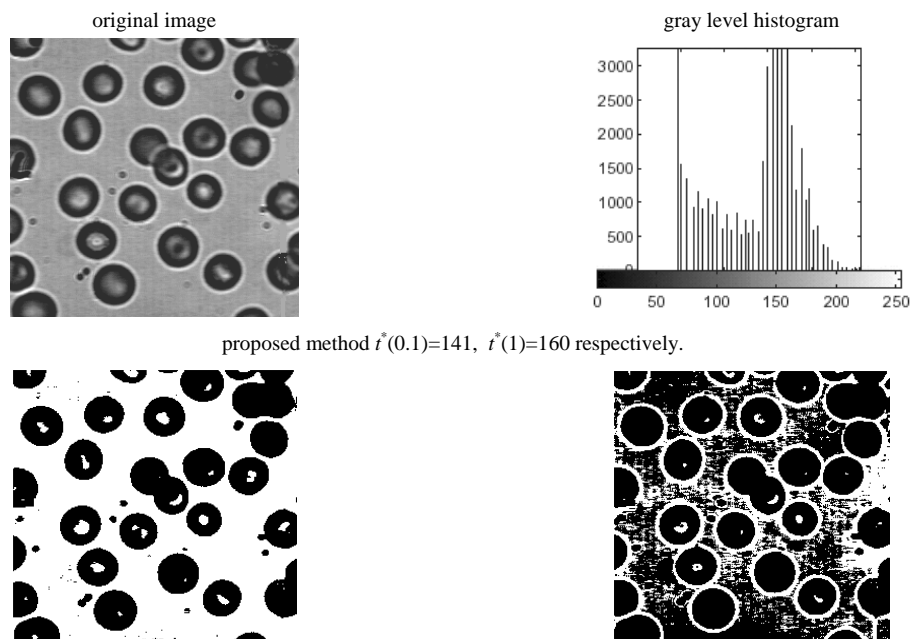 original image
gray level histogram
3000
2500
2000
1500
1000
500
0
0 50 100 150 200 250
proposed method t*(0.1)=141, t*(1)=160 respectively.